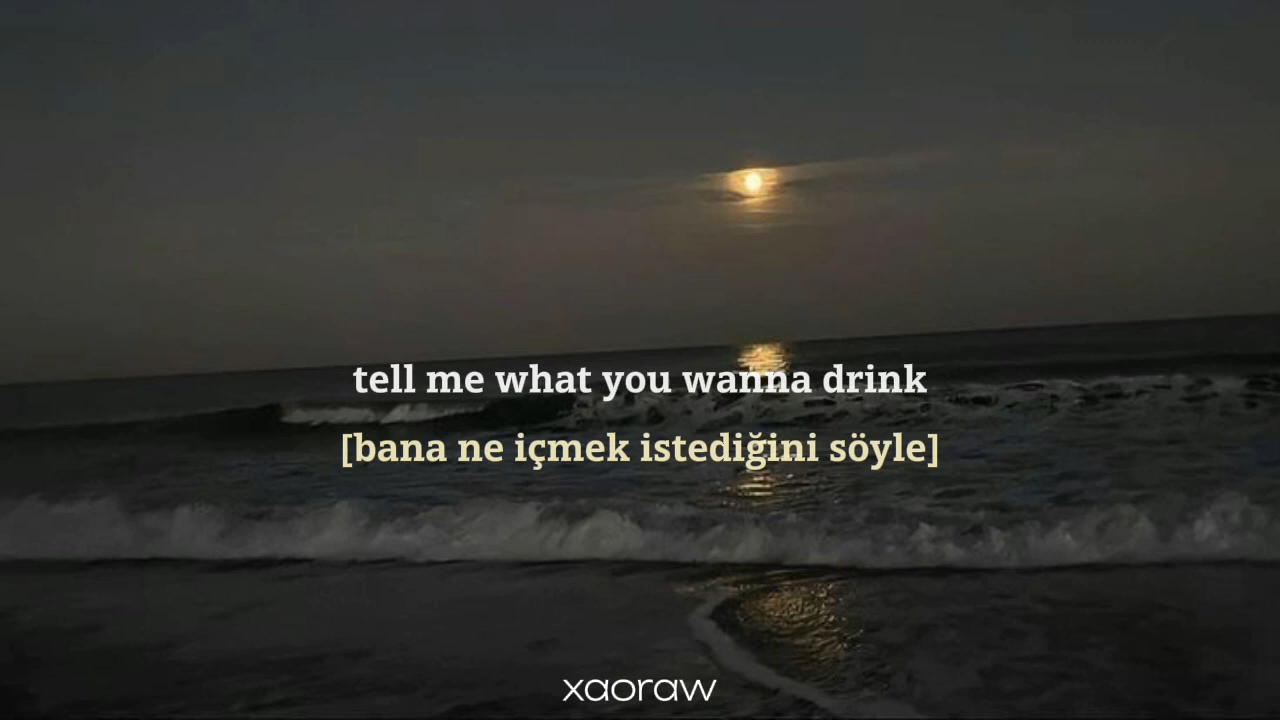 tell me what you wanna drink
[bana ne içmek istediğini söyle]
xaoraw